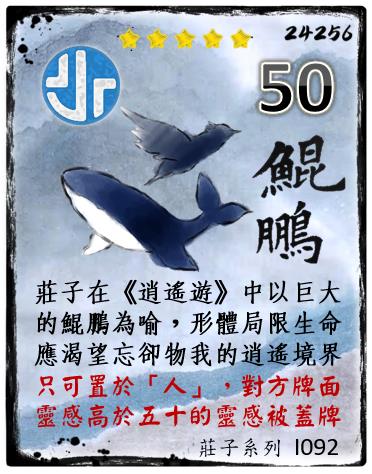 24256
50
鯤鵬
莊子在《逍遙遊》中以巨大
的鯤鵬為喻，形體局限生命
應渴望忘卻物我的逍遙境界
只可置於「人」，對方牌面
靈感高於五十的靈感被蓋牌
莊子系列 I092